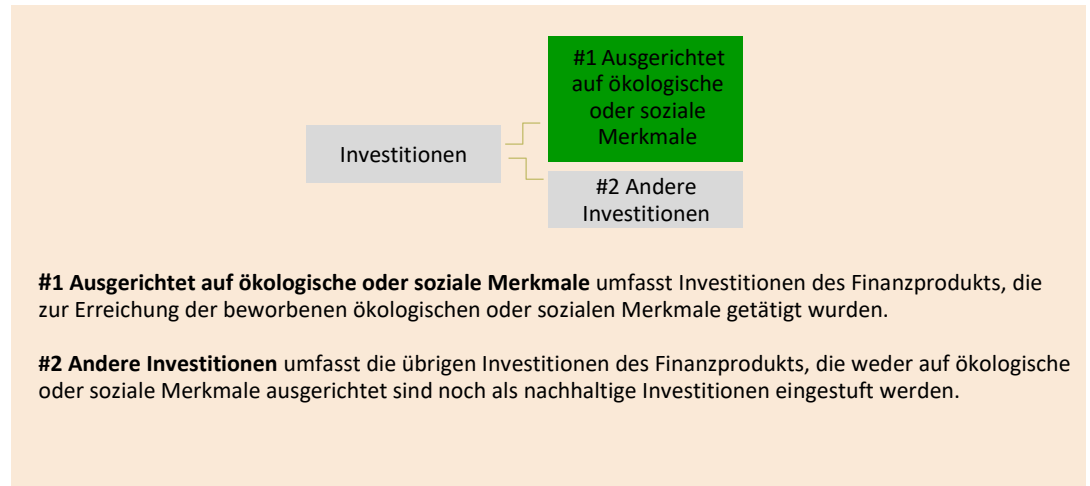 #1 Ausgerichtet
auf ökologische
oder soziale
Merkmale
Investitionen
#2 Andere
Investitionen
#1 Ausgerichtet auf ökologische oder soziale Merkmale umfasst Investitionen des Finanzprodukts, die
zur Erreichung der beworbenen ökologischen oder sozialen Merkmale getätigt wurden.
#2 Andere Investitionen umfasst die übrigen Investitionen des Finanzprodukts, die weder auf ökologische
oder soziale Merkmale ausgerichtet sind noch als nachhaltige Investitionen eingestuft werden.